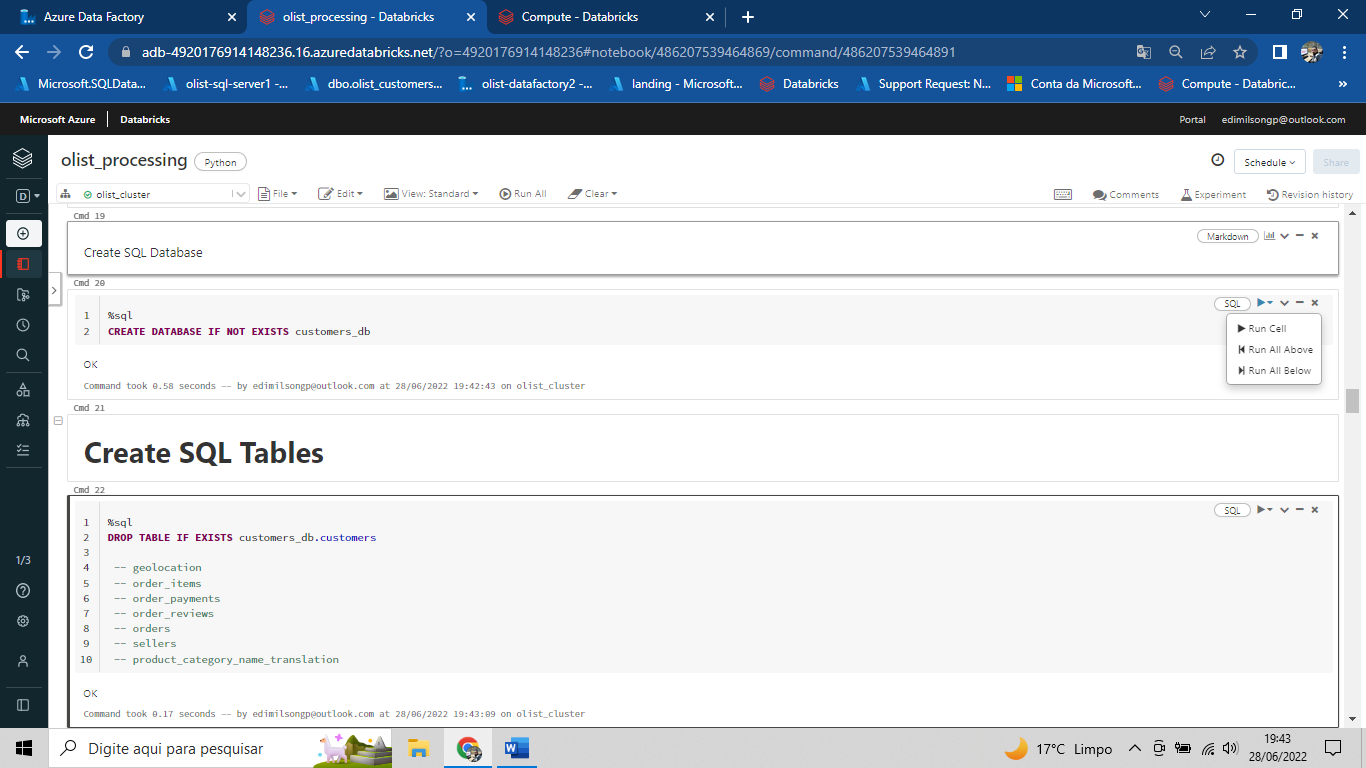 Azure Data Factory
olist_processing - Databricks
Compute - Databricks
adb-4920176914148236.16.azuredatabricks.net/?o=4920176914148236#notebook/486207539464869/command/486207539464891
Microsoft.SQLData...
olist-sql-server1 -...
dbo.olist_customers...
olist-datafactory2 -...
landing - Microsoft...
Databricks
Support Request: N...
Conta da Microsoft...
Compute - Databric...
»
Microsoft Azure
Databricks
Portal
edimilsongp@outlook.com
olist_processing
Python
Schedule
Share
D
olist_cluster
File
Edit
View: Standard
Run All
Clear
Comments
Experiment
Revision history
Cmd 19
Markdown
Create SQL Database
Cmd 20
SQL
1 %sql
2 CREATE DATABASE IF NOT EXISTS customers_db
Run Cell
Run All Above
Run All Below
OK
Command took 0.58 seconds -- by edimilsongp@outlook.com at 28/06/2022 19:42:43 on olist_cluster
Cmd 21
Create SQL Tables
Cmd 22
SQL
1 %sql
2 DROP TABLE IF EXISTS customers_db.customers
3
4 -- geolocation
5 -- order_items
6 -- order_payments
7 -- order_reviews
8 -- orders
9 -- sellers
10 -- product_category_name_translation
OK
Command took 0.17 seconds -- by edimilsongp@outlook.com at 28/06/2022 19:43:09 on olist_cluster
1/3
Digite aqui para pesquisar
17°C Limpo
19:43
28/06/2022